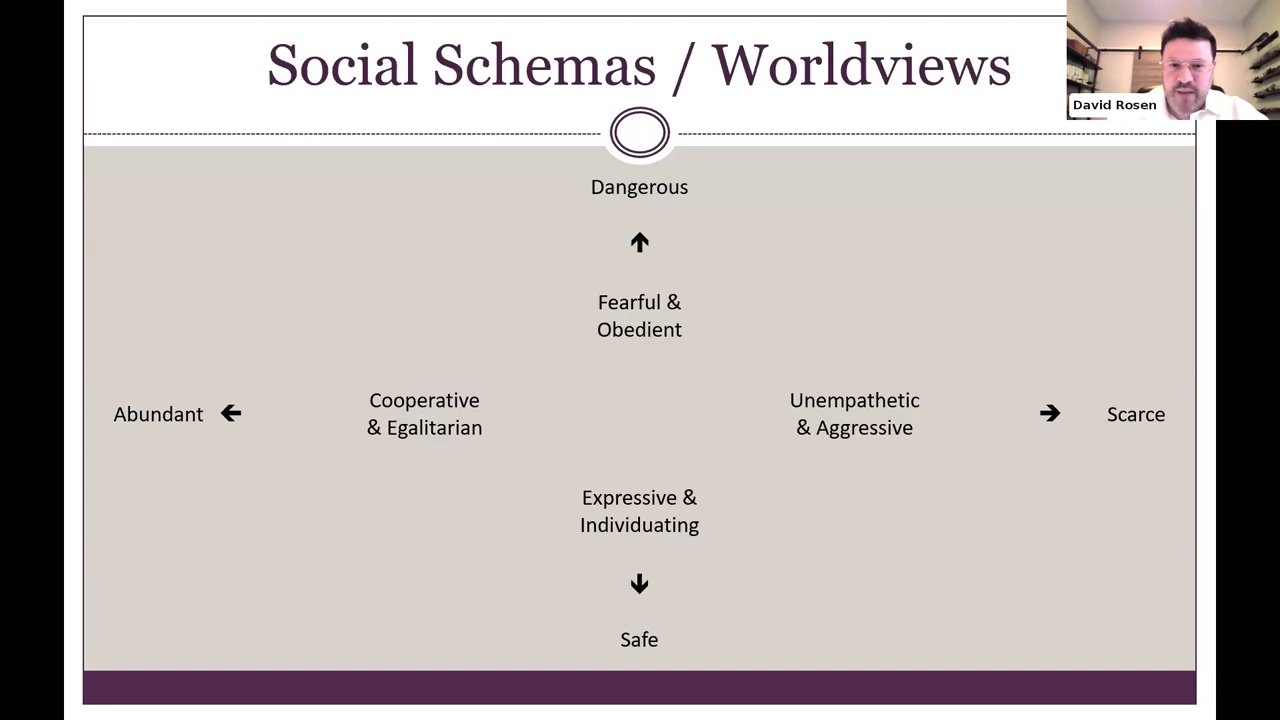 Social Schemas / Worldviews
David Rosen
Dangerous
Fearful &
Obedient
Abundant
Cooperative
& Egalitarian
Unempathetic
& Aggressive
Scarce
Expressive &
Individuating
Safe